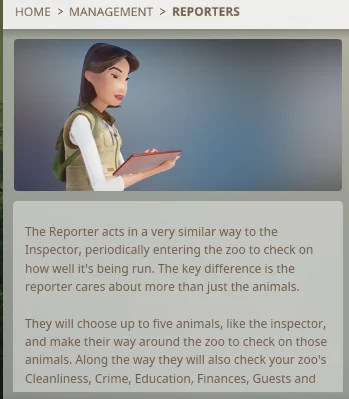 HOME > MANAGEMENT > REPORTERS
The Reporter acts in a very similar way to the
Inspector, periodically entering the zoo to check on
how well it's being run. The key difference is the
reporter cares about more than just the animals.
They will choose up to five animals, like the inspector,
and make their way around the zoo to check on those
animals. Along the way they will also check your zoo's
Cleanliness, Crime, Education, Finances, Guests and